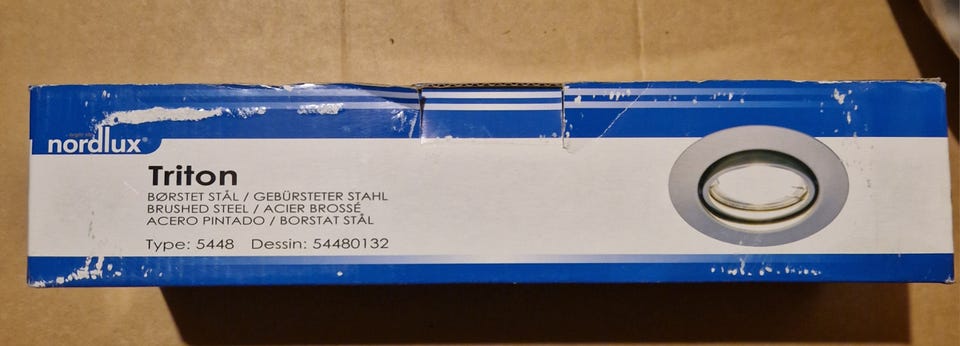 nordlux®
Triton
BØRSTET STÅL / GEBÜRSTETER STAHL
BRUSHED STEEL / ACIER BROSSÉ
ACERO PINTADO / BORSTAT STÅL
Type: 5448 Dessin: 54480132